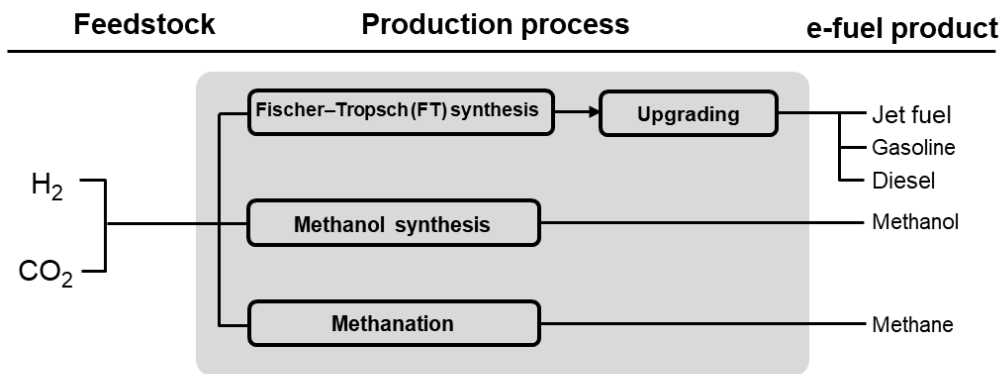 Feedstock
Production process
e-fuel product
H₂
CO₂
Fischer–Tropsch (FT) synthesis
Upgrading
Methanol synthesis
Methanation
Jet fuel
Gasoline
Diesel
Methanol
Methane